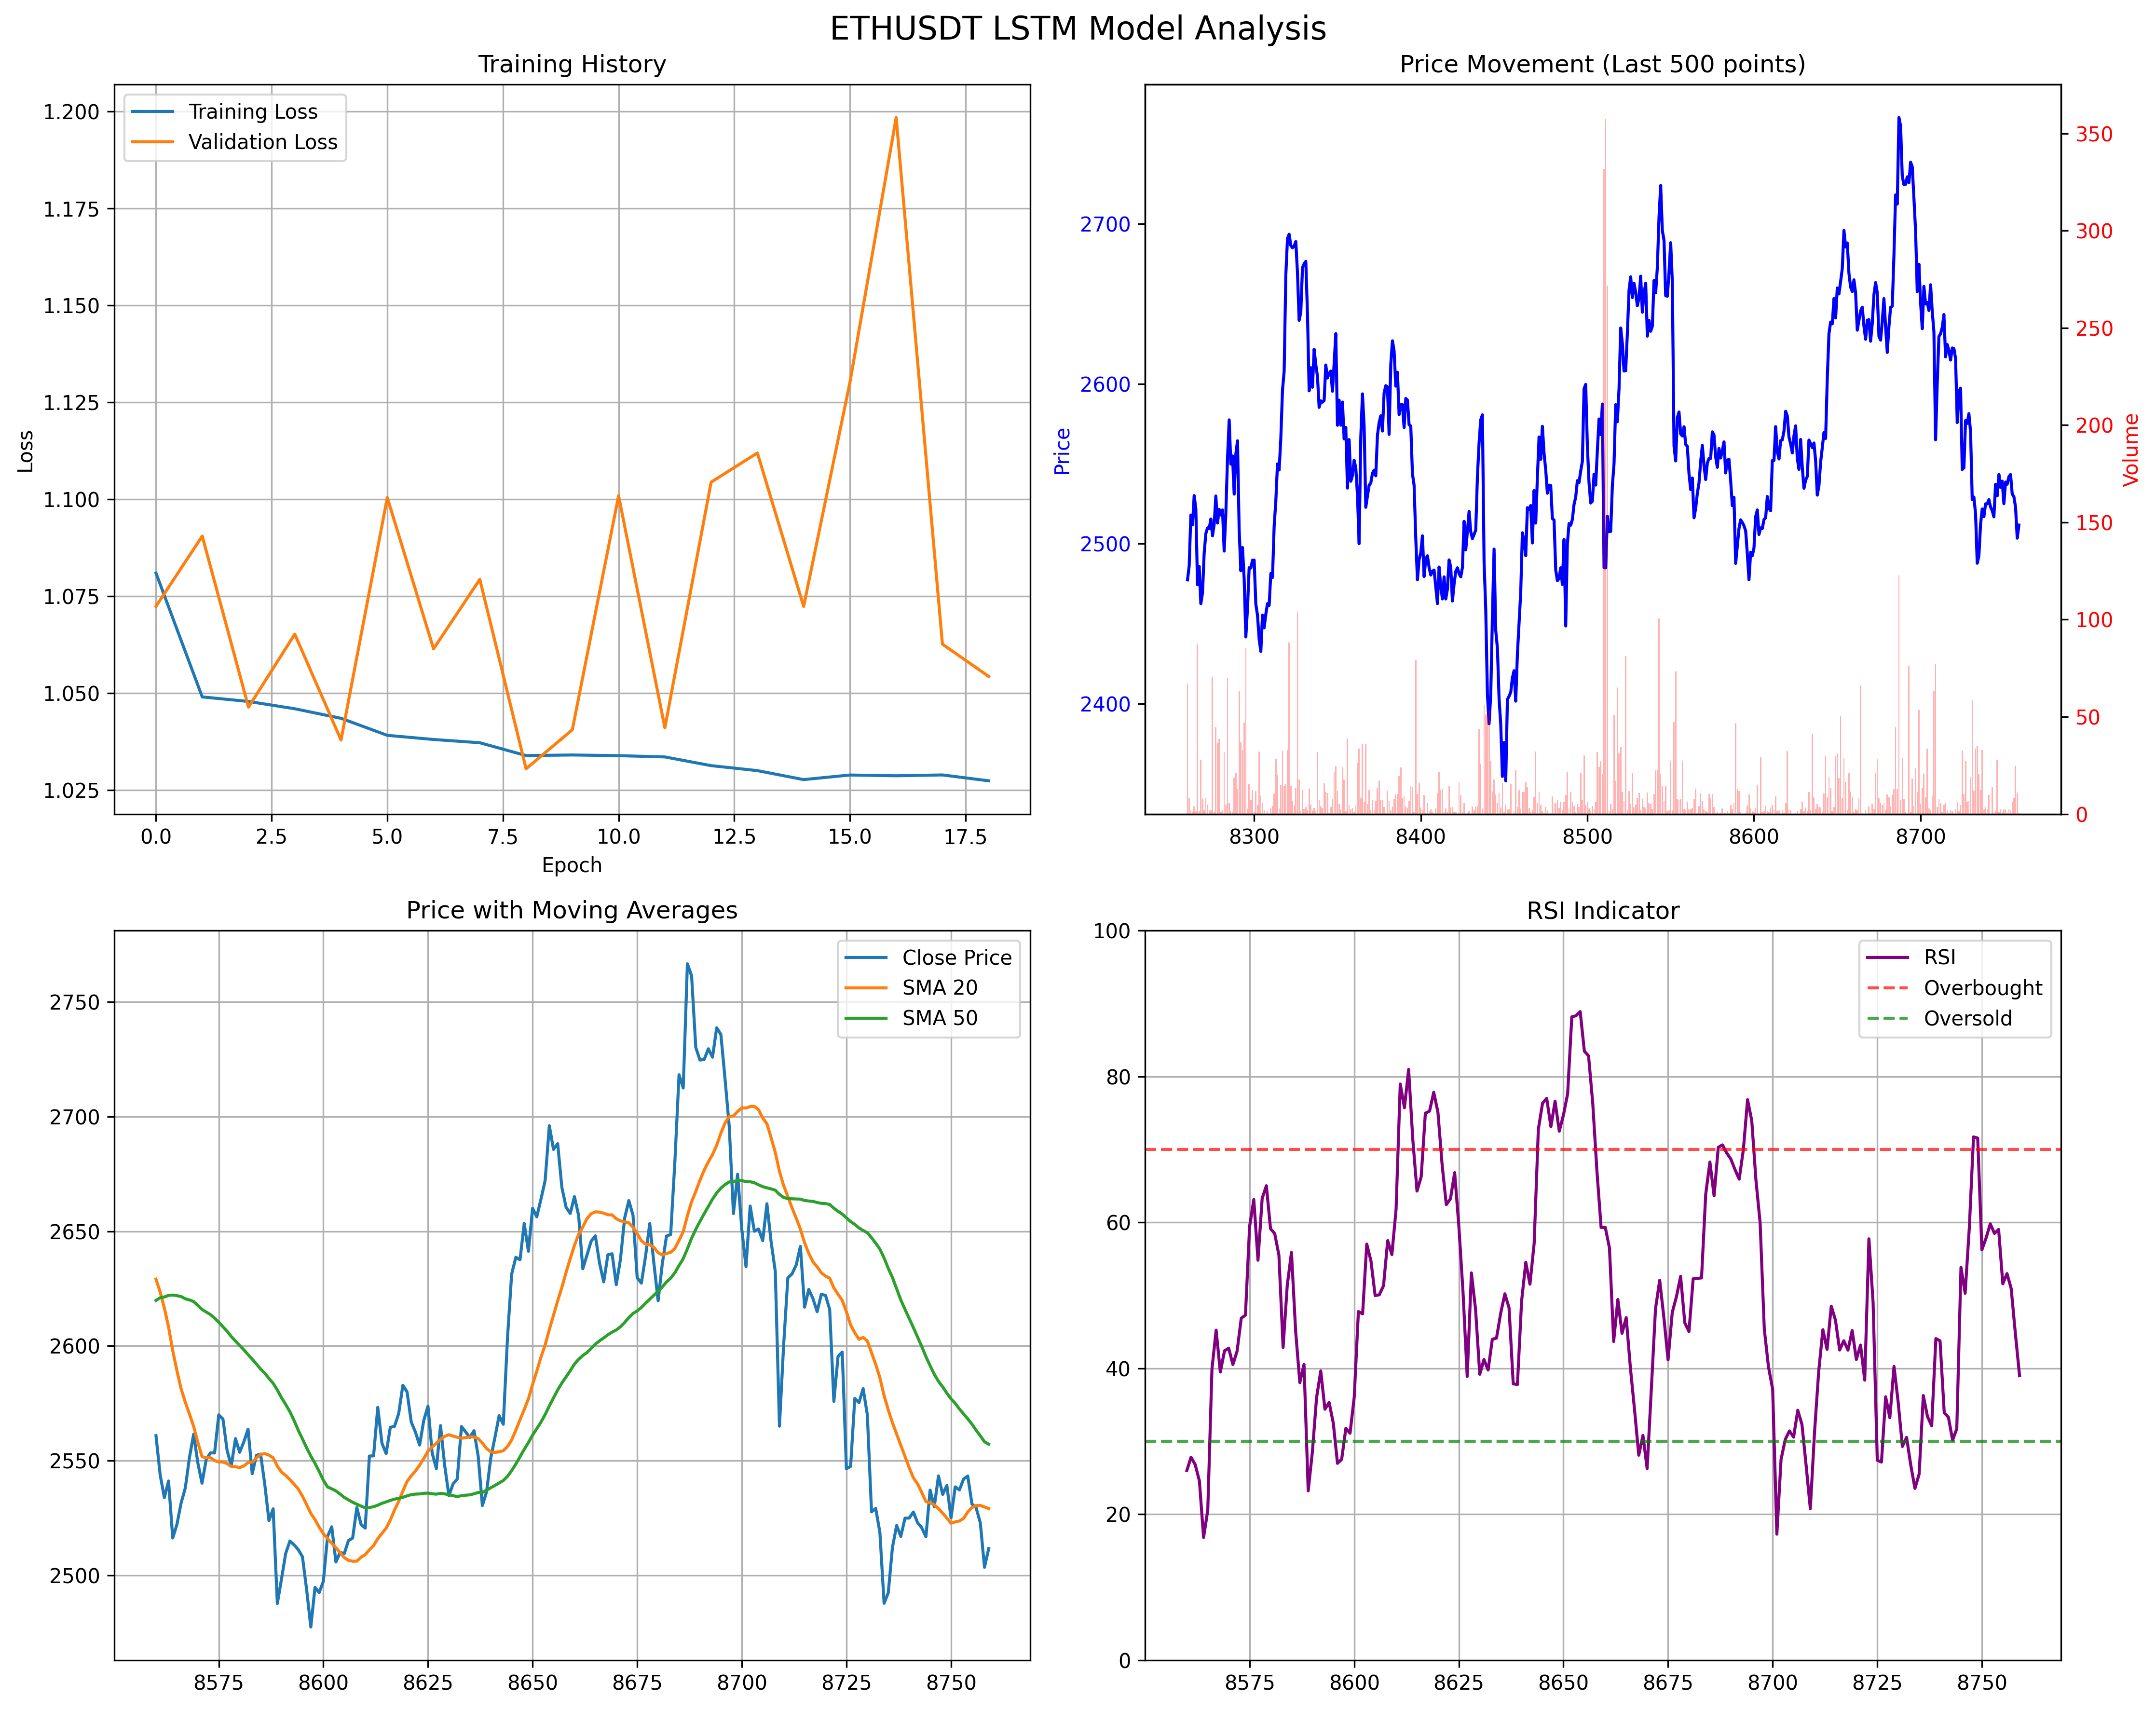 ETHUSDT LSTM Model Analysis
Training History
Training Loss
Validation Loss
1.200
1.175
1.150
1.125
1.100
1.075
1.050
1.025
Loss
0.0 2.5 5.0 7.5 10.0 12.5 15.0 17.5
Epoch
Price Movement (Last 500 points)
2700
2600
2500
2400
Price
350
300
250
200
150
100
50
0
Volume
8300 8400 8500 8600 8700
Price with Moving Averages
Close Price
SMA 20
SMA 50
2750
2700
2650
2600
2550
2500
8575 8600 8625 8650 8675 8700 8725 8750
RSI Indicator
RSI
Overbought
Oversold
100
80
60
40
20
0
8575 8600 8625 8650 8675 8700 8725 8750